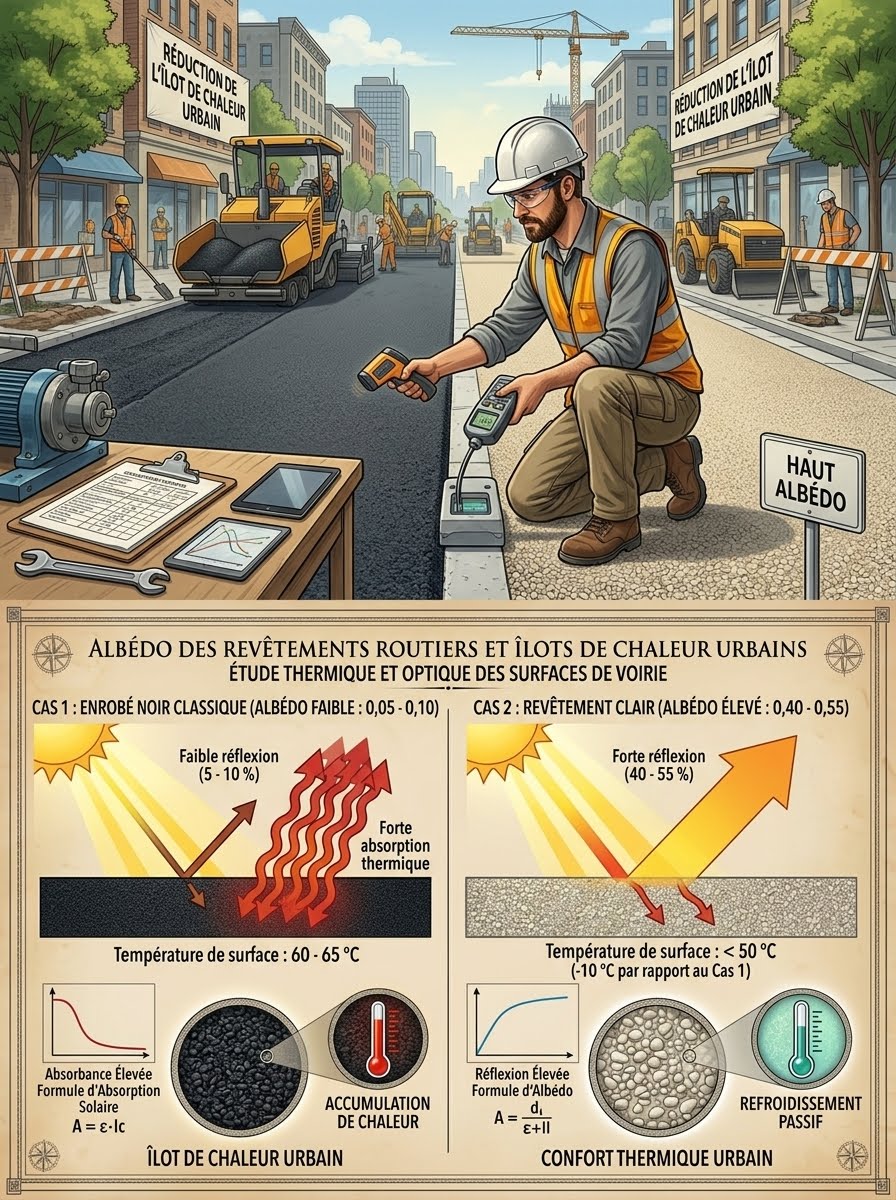 RÉDUCTION DE
L'ÎLOT DE CHALEUR
URBAIN
RÉDUCTION DE L'ÎLOT
DE CHALEUR URBAIN
HAUT
ALBÉDO
ALBÉDO DES REVÊTEMENTS ROUTIERS ET ÎLOTS DE CHALEUR URBAINS
ÉTUDE THERMIQUE ET OPTIQUE DES SURFACES DE VOIRIE
CAS 1 : ENROBÉ NOIR CLASSIQUE (ALBÉDO FAIBLE : 0,05 - 0,10)
Faible réflexion
(5 - 10 %)
Forte
absorption
thermique
Température de surface : 60 - 65 °C
Absorbance Élevée
Formule d'Absorption
Solaire
A = ε·Ic
ACCUMULATION
DE CHALEUR
ÎLOT DE CHALEUR URBAIN
CAS 2 : REVÊTEMENT CLAIR (ALBÉDO ÉLEVÉ : 0,40 - 0,55)
Forte réflexion
(40 - 55 %)
Température de surface : < 50 °C
(-10 °C par rapport au Cas 1)
Réflexion Élevée
Formule d'Albédo
A = d₁
ε+II
REFROIDISSEMENT
PASSIF
CONFORT THERMIQUE URBAIN